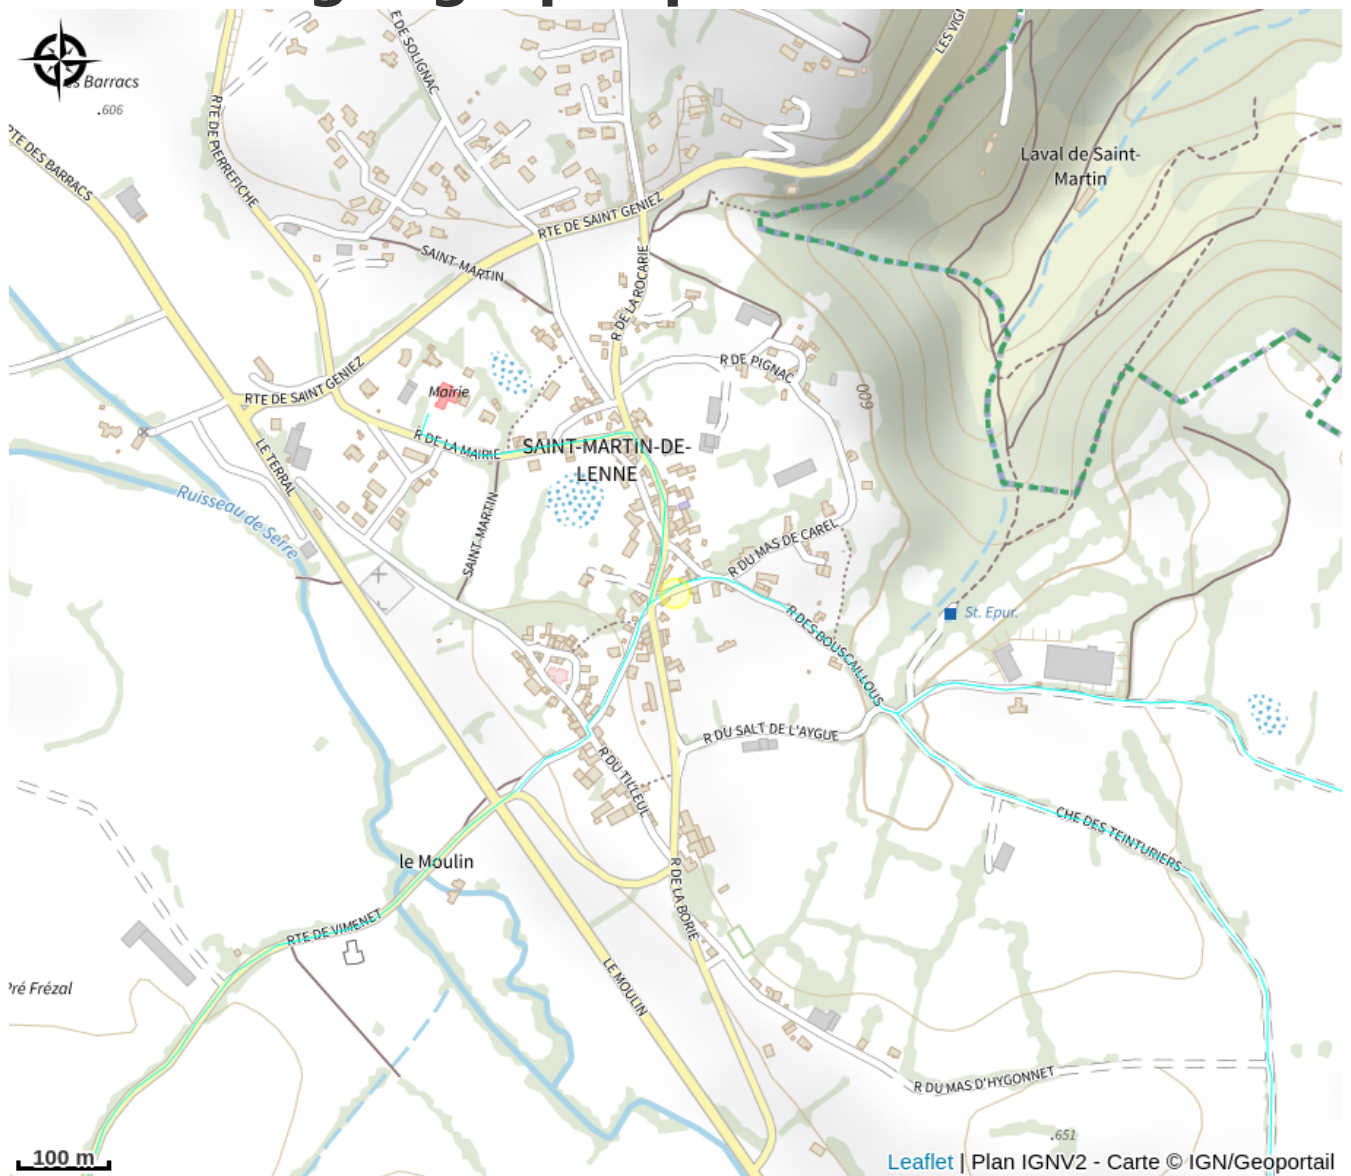 Barracs
.606
RTE DES BARRACS
RTE DE PIERREFICHE
E DE SOLIGNAC
LES VIGN
Laval de Saint-
Martin
RTE DE SAINT GENIEZ
SAINT-MARTIN
R DE LA ROCARIE
R DE PIGNAC
600
RTE DE SAINT GENIEZ
Mairie
R DE LA MAIRIE
SAINT-MARTIN-DE-
LENNE
LE TERRAL
Ruisseau de Serre
SAINT-MARTIN
R DU MAS DE CAREL
R DES BOUSCAILLOUS
St. Epur.
R DU SALT DE L'AYGUE
R DU TILLEUL
CHE DES TEINTURIERS
le Moulin
R DE LA BORIE
RTE DE VIMENET
LE MOULIN
Pré Frézal
R DU MAS D'HYGONNET
.651
100 m
Leaflet | Plan IGNV2 - Carte © IGN/Geoportail